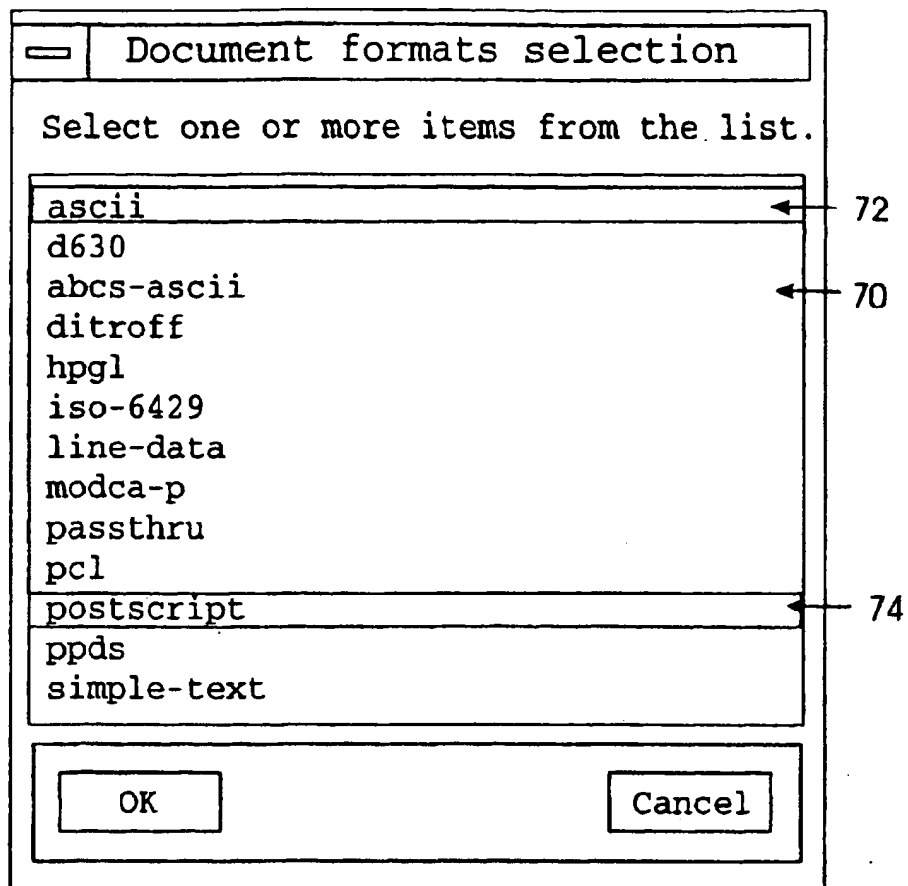 Document formats selection
Select one or more items from the list.
ascii 72
d630
abcs-ascii 70
ditroff
hpgl
iso-6429
line-data
modca-p
passthru
pcl
postscript 74
ppds
simple-text
OK Cancel